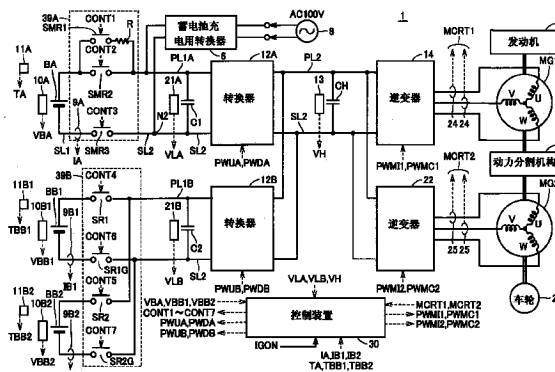 39A
CONT1
SMR1
CONT2
R
SMR2
CONT3
SMR3
11A
TA
10A
VBA
BA
9A
IA
SL1
SL2
N2
蓄电池充
电用转换器
6
AC100V
8
1
PL1A
21A
C1
VLA
SL2
12A
转换器
PWUA,PWDA
PL2
SL2
13
CH
VH
14
逆变器
PWMI1,PWMC1
MCRT1
24
24
发动机
MG1
V
U
W
动力分割机构
MG2
V
U
W
车轮
2
39B
CONT4
SR1
CONT6
SR1G
CONT5
SR2
CONT7
SR2G
11B1
TBB1
10B1
VBB1
BB1
9B1
IB1
11B2
TBB2
10B2
VBB2
BB2
9B2
IB2
PL1B
21B
C2
VLB
SL2
12B
转换器
PWUB,PWDB
22
逆变器
PWMI2,PWMC2
MCRT2
25
25
VLA,VLB,VH
VBA,VBB1,VBB2
CONT1～CONT7
PWUA,PWDA
PWUB,PWDB
控制装置
30
MCRT1,MCRT2
PWMI1,PWMC1
PWMI2,PWMC2
IGON
IA,IB1,IB2
TA,TBB1,TBB2